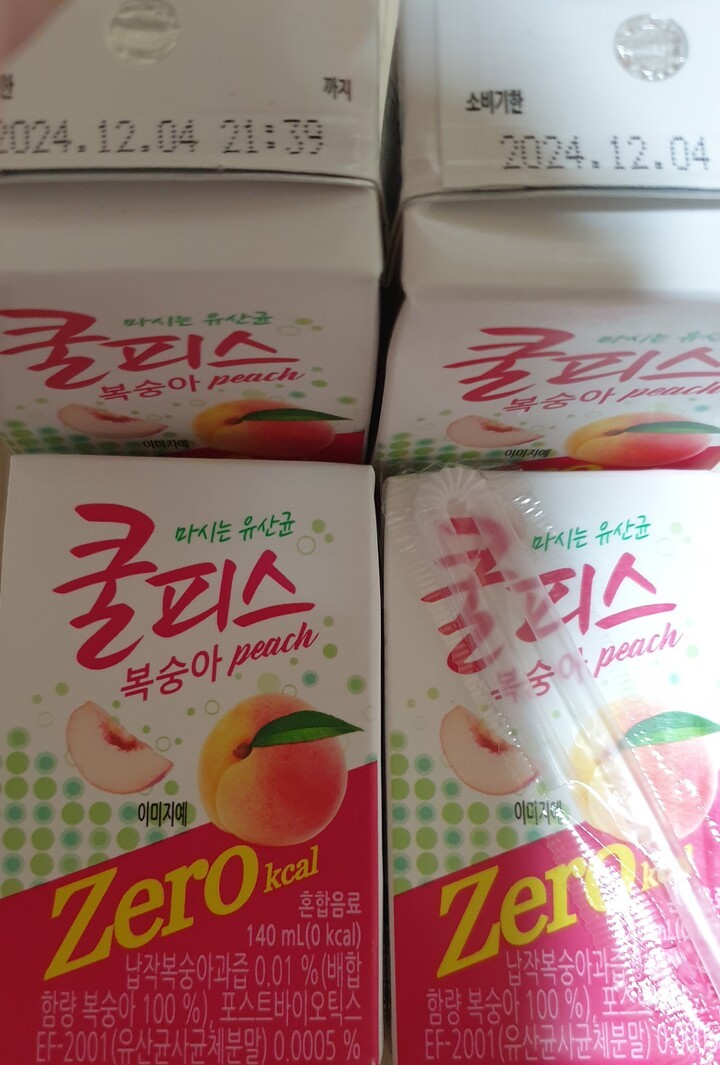 한
까지
2024.12.04 21:39
소비기한
2024.12.04
마시는 유산균
쿨피스
복숭아 peach
이미지예
마시는 유산
쿨피스
복숭아 peach
이미지예
Zero
마시는 유산균
쿨피스
복숭아 peach
이미지예
Zero kcal
혼합음료
140 mL(0 kcal)
납작복숭아과즙 0.01 %(배합
함량 복숭아 100 %), 포스트바이오틱스
EF-2001(유산균사균체분말) 0.0005 %
마시는 유산균
쿨피스
복숭아 peach
이미지예
Zero
납작복숭아과즙
함량 복숭아 100 %),
EF-2001(유산균사균체분말)